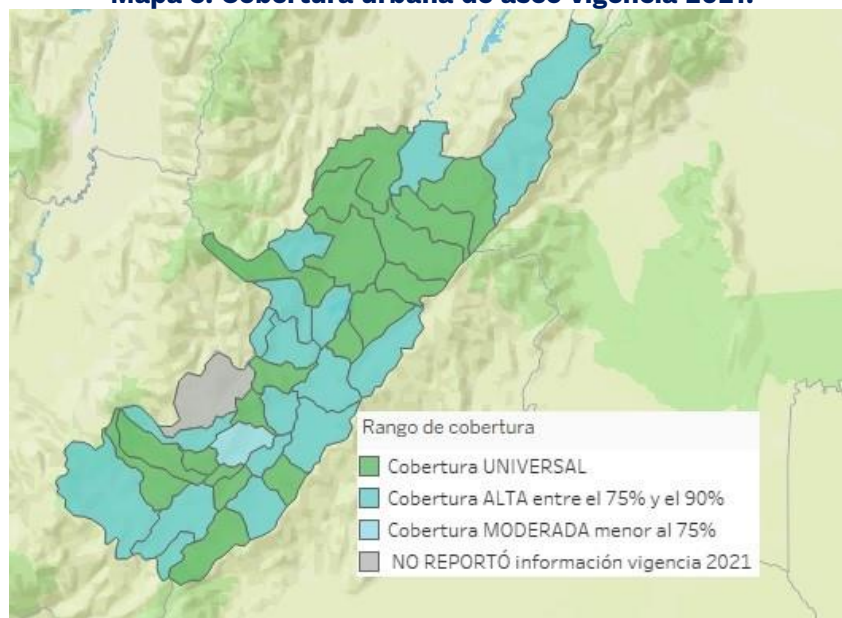 Mapa 3. Cobertura urbana de aseo vigencia 2021.
Rango de cobertura
Cobertura UNIVERSAL
Cobertura ALTA entre el 75% y el 90%
Cobertura MODERADA menor al 75%
NO REPORTÓ información vigencia 2021